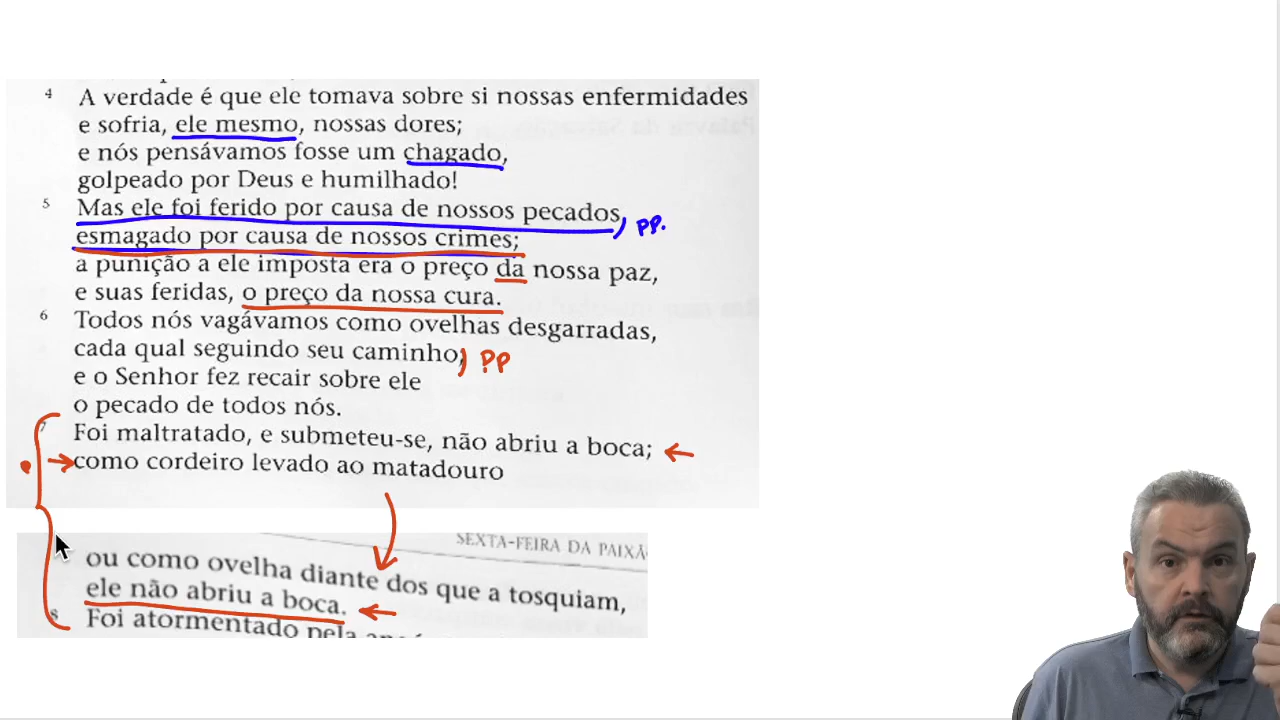 4 A verdade é que ele tomava sobre si nossas enfermidades
e sofria, ele mesmo, nossas dores;
e nós pensávamos fosse um chagado,
golpeado por Deus e humilhado!
5 Mas ele foi ferido por causa de nossos pecados, PP.
esmagado por causa de nossos crimes;
a punição a ele imposta era o preço da nossa paz,
e suas feridas, o preço da nossa cura.
6 Todos nós vagávamos como ovelhas desgarradas,
cada qual seguindo seu caminho; PP
e o Senhor fez recair sobre ele
o pecado de todos nós.
7 Foi maltratado, e submeteu-se, não abriu a boca;
como cordeiro levado ao matadouro
SEXTA-FEIRA DA PAIXÃ
ou como ovelha diante dos que a tosquiam,
ele não abriu a boca.
8 Foi atormentado pela